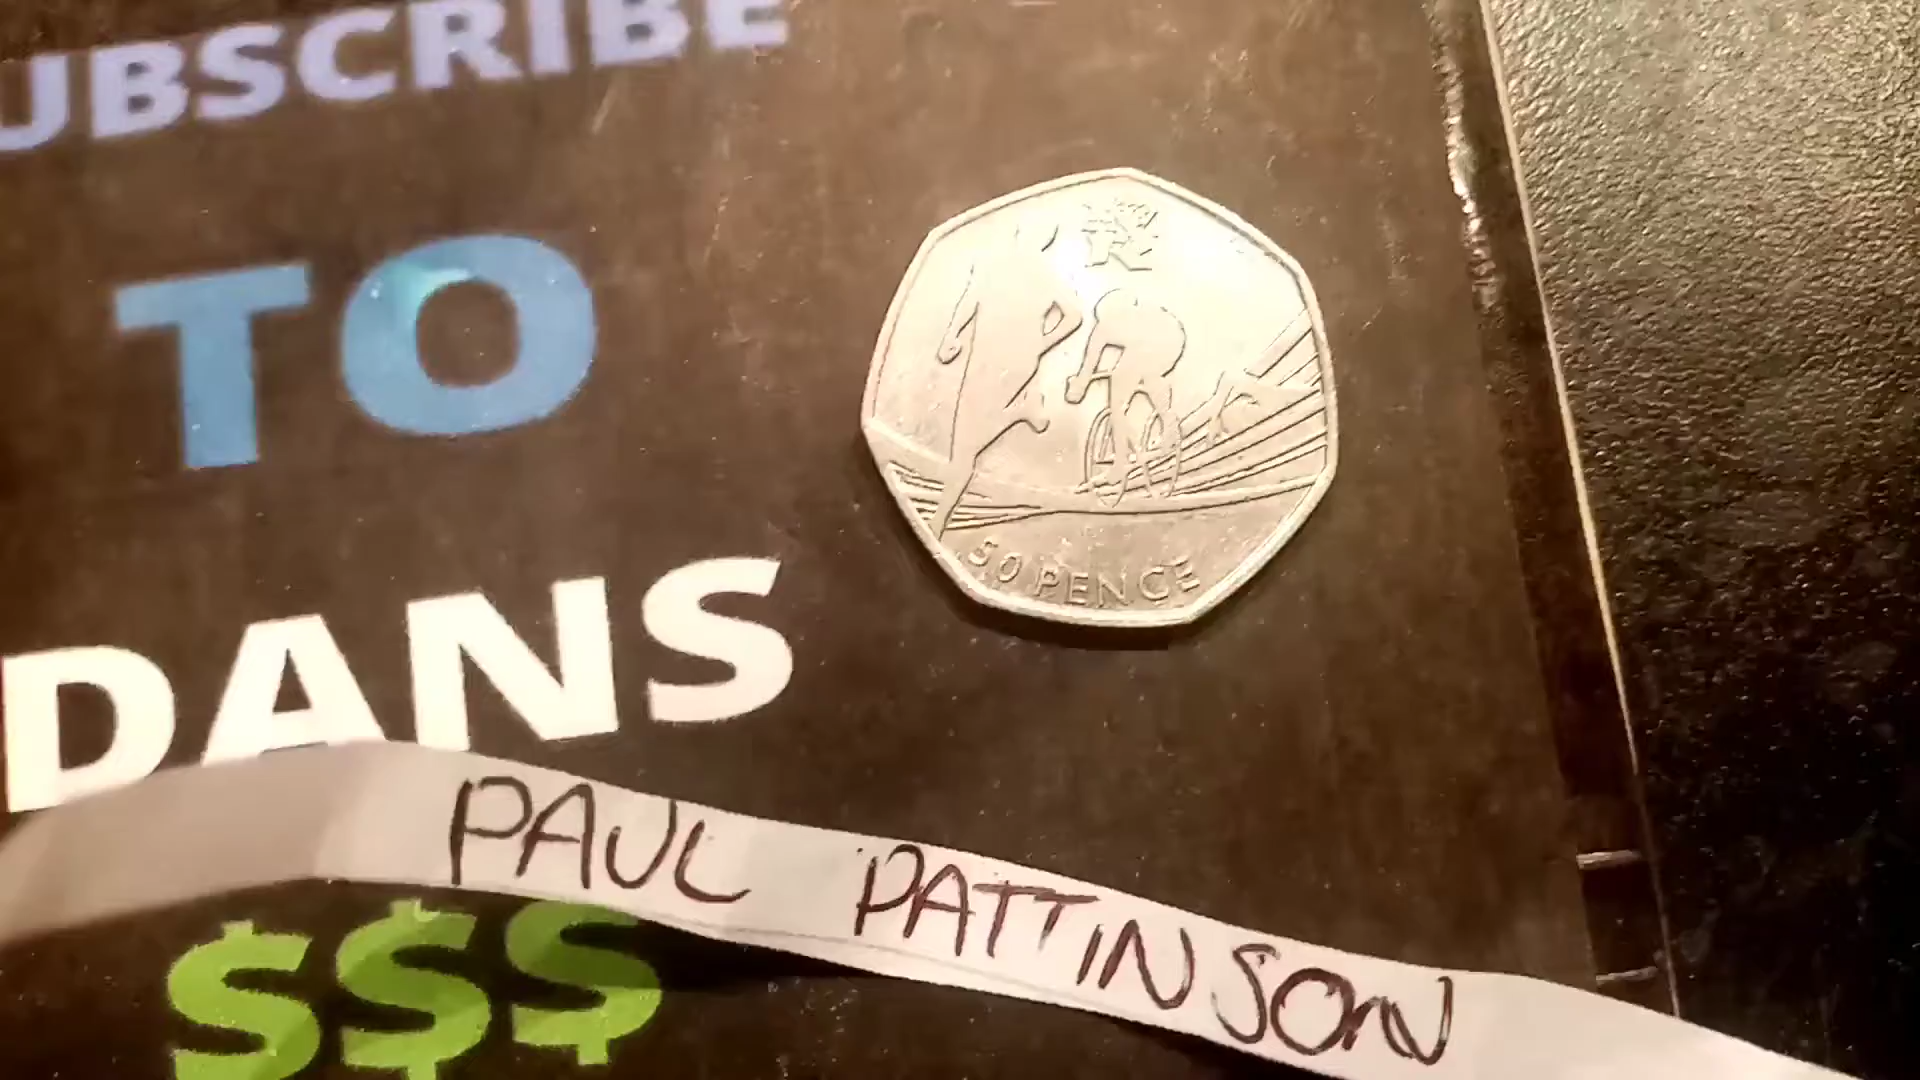 UBSCRIBE
TO
DANS
50 PENCE
PAUL PATTINSON
$$$